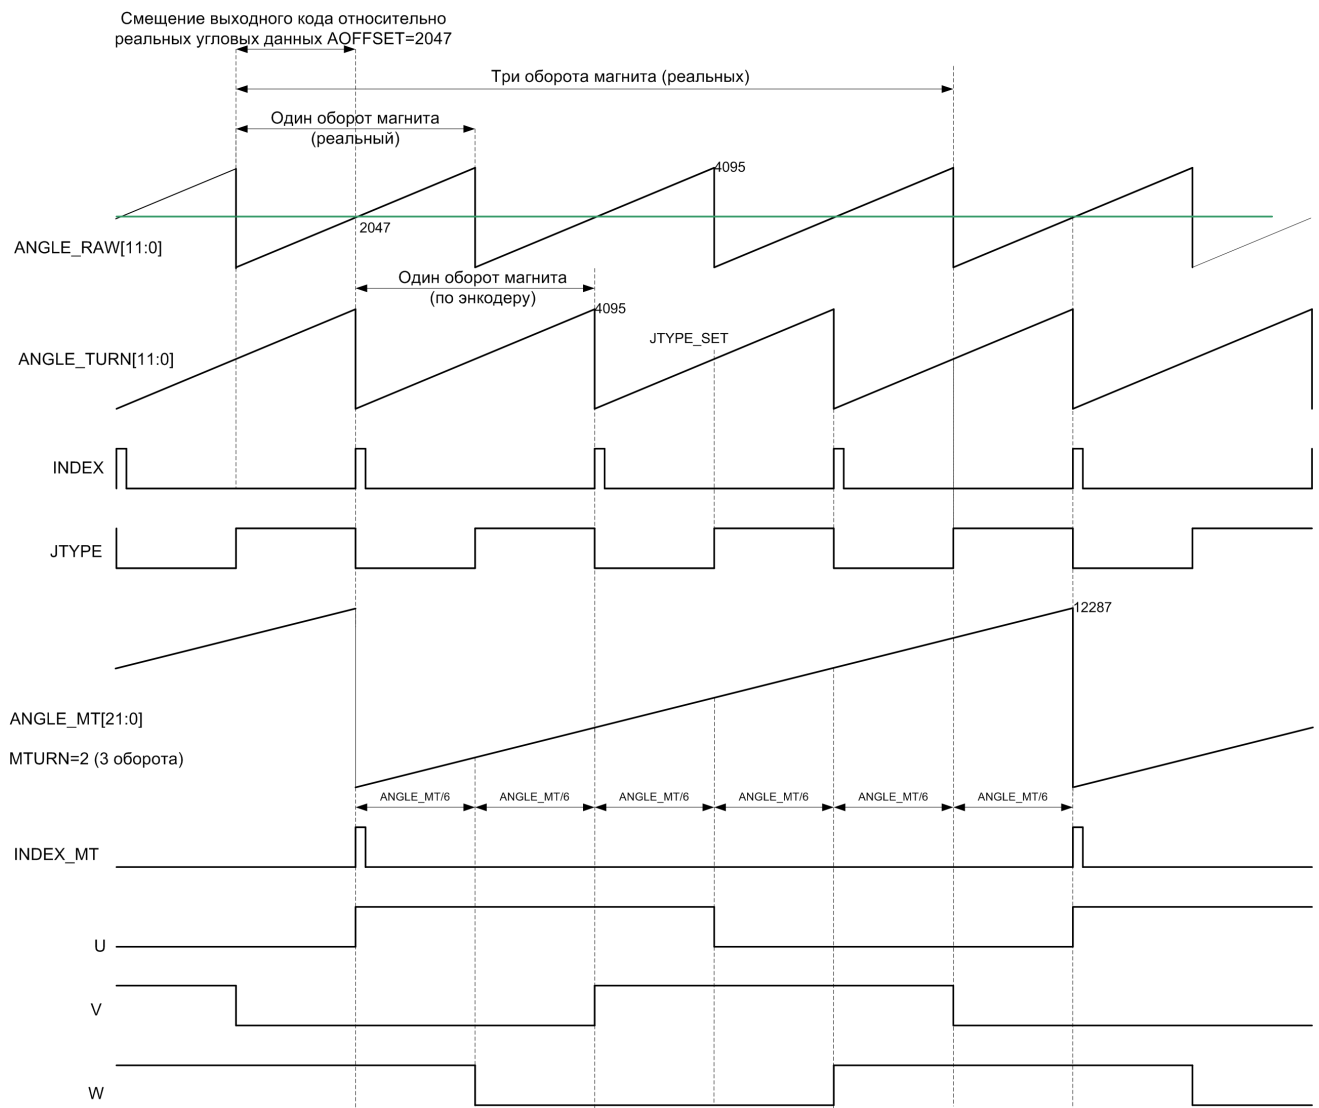 Смещение выходного кода относительно
реальных угловых данных AOFFSET=2047
Три оборота магнита (реальных)
Один оборот магнита
(реальный)
4095
2047
ANGLE_RAW[11:0]
Один оборот магнита
(по энкодеру)
4095
JTYPE_SET
ANGLE_TURN[11:0]
INDEX
JTYPE
12287
ANGLE_MT[21:0]
MTURN=2 (3 оборота)
ANGLE_MT/6 ANGLE_MT/6 ANGLE_MT/6 ANGLE_MT/6 ANGLE_MT/6 ANGLE_MT/6
INDEX_MT
U
V
W